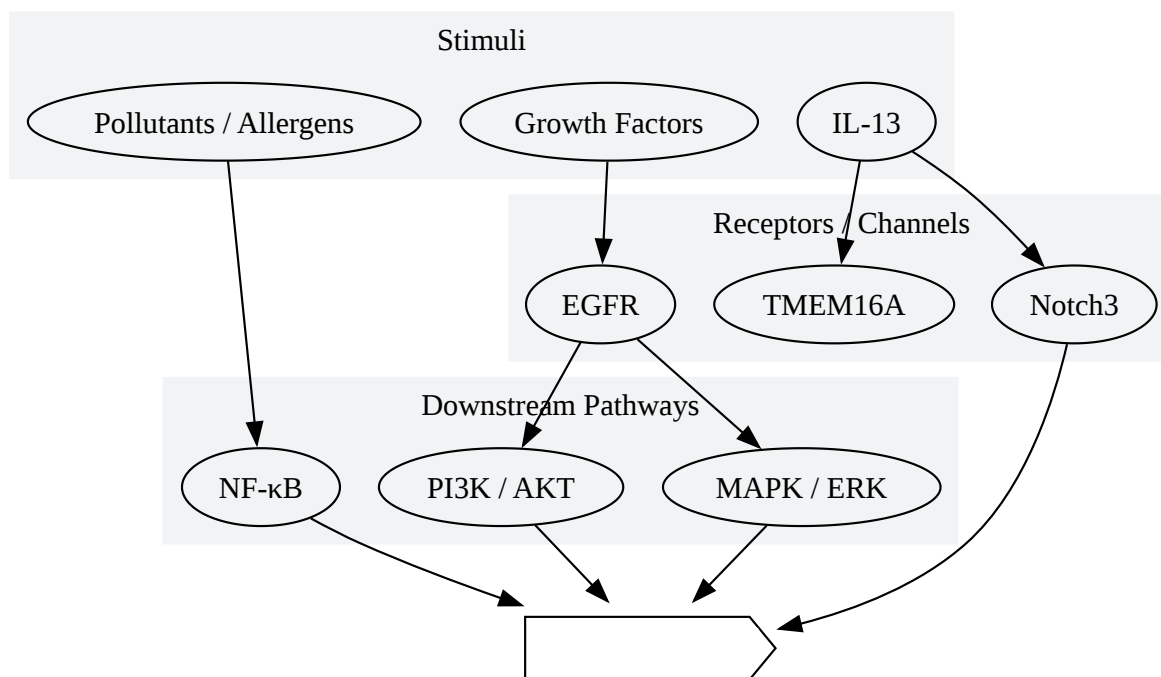 Stimuli
Pollutants / Allergens
Growth Factors
IL-13
Receptors / Channels
EGFR
TMEM16A
Notch3
Downstream Pathways
NF-κB
PI3K / AKT
MAPK / ERK